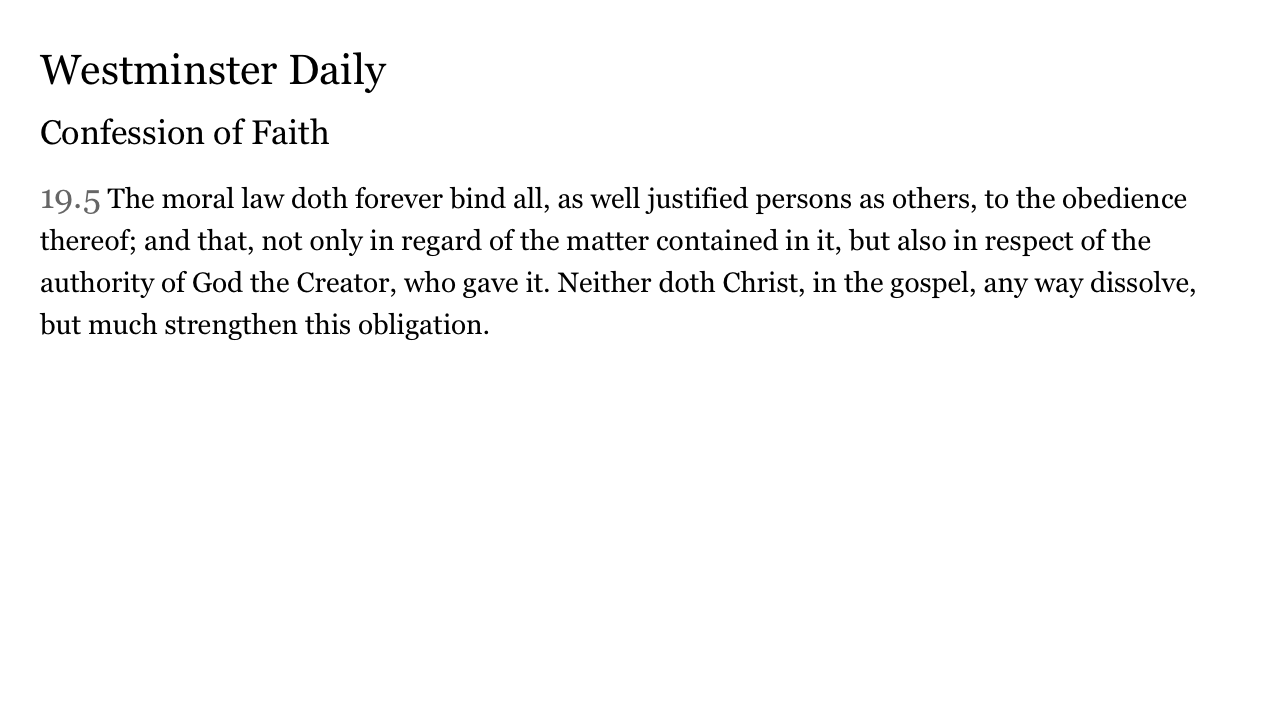 Westminster Daily
Confession of Faith
19.5 The moral law doth forever bind all, as well justified persons as others, to the obedience
thereof; and that, not only in regard of the matter contained in it, but also in respect of the
authority of God the Creator, who gave it. Neither doth Christ, in the gospel, any way dissolve,
but much strengthen this obligation.